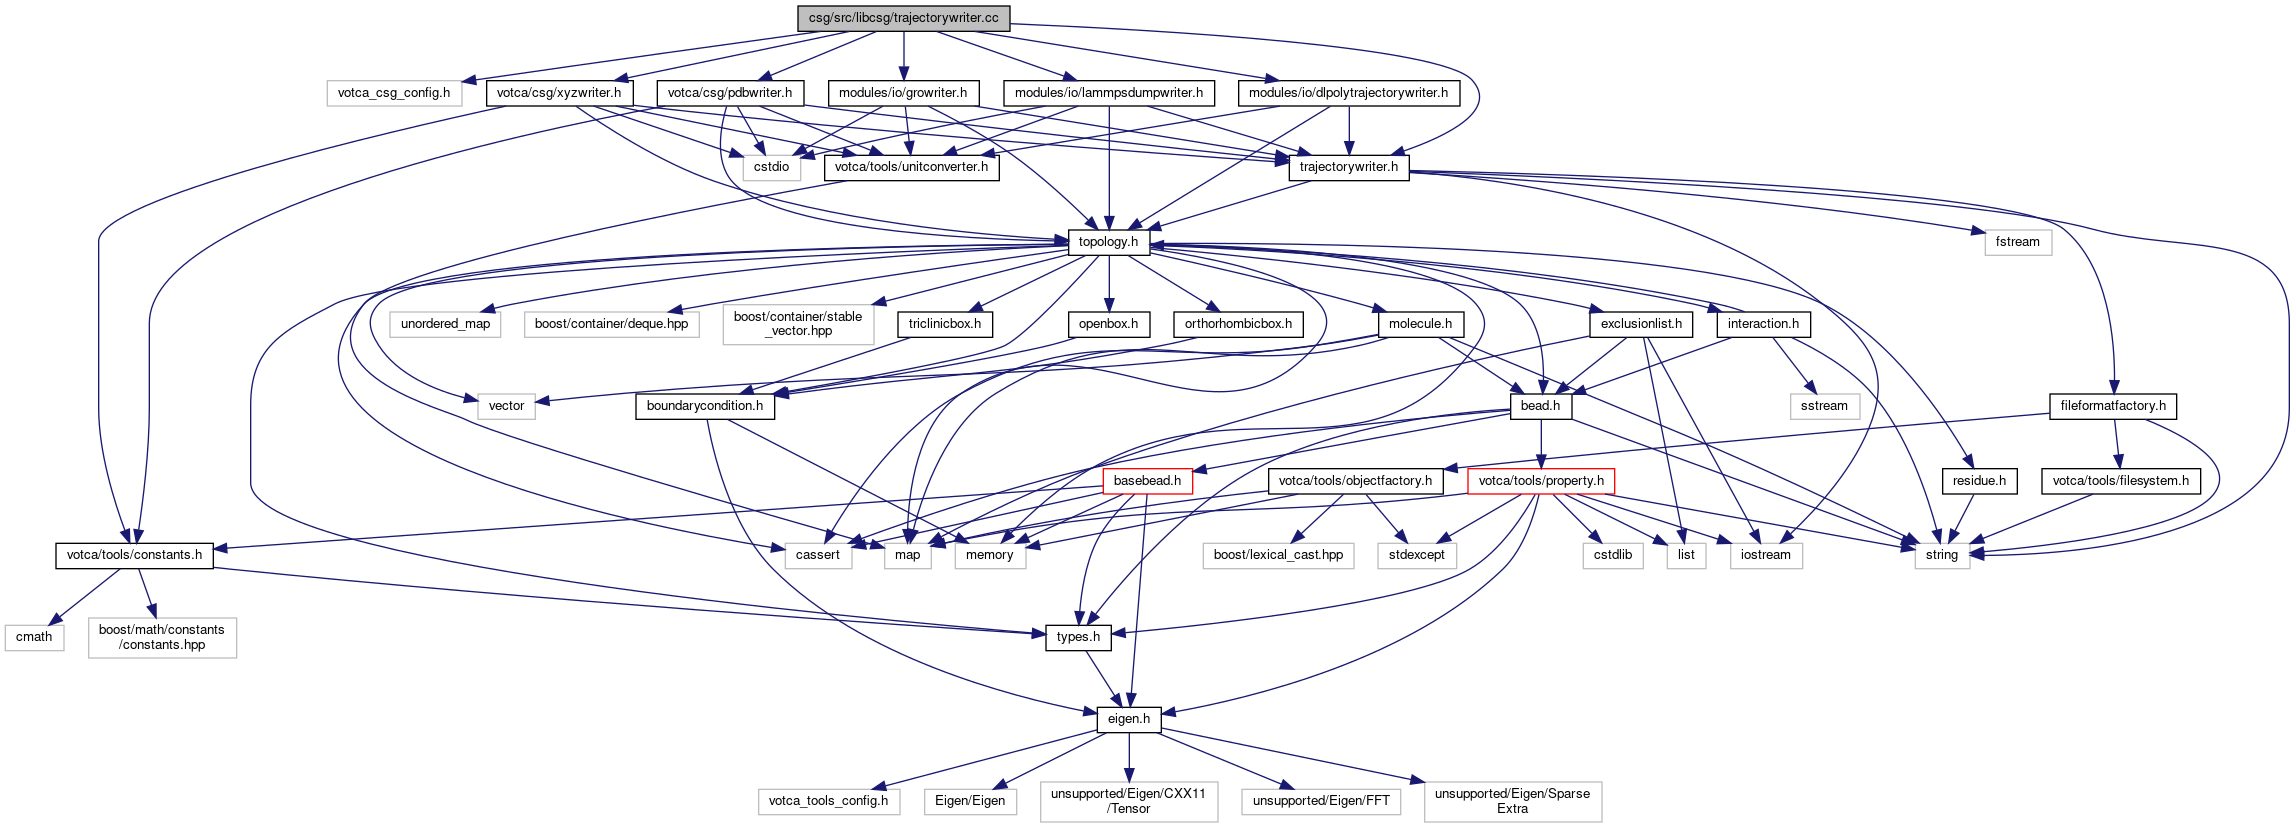 csg/src/libcsg/trajectorywriter.cc
votca_csg_config.h
votca/csg/xyzwriter.h
votca/csg/pdbwriter.h
modules/io/growriter.h
modules/io/lammpsdumpwriter.h
modules/io/dlpolytrajectorywriter.h
cstdio
votca/tools/unitconverter.h
trajectorywriter.h
topology.h
fstream
unordered_map
boost/container/deque.hpp
boost/container/stable
_vector.hpp
triclinicbox.h
openbox.h
orthorhombicbox.h
molecule.h
exclusionlist.h
interaction.h
vector
boundarycondition.h
bead.h
sstream
fileformatfactory.h
basebead.h
votca/tools/objectfactory.h
votca/tools/property.h
residue.h
votca/tools/filesystem.h
votca/tools/constants.h
cassert
map
memory
boost/lexical_cast.hpp
stdexcept
cstdlib
list
iostream
string
cmath
boost/math/constants
/constants.hpp
types.h
eigen.h
votca_tools_config.h
Eigen/Eigen
unsupported/Eigen/CXX11
/Tensor
unsupported/Eigen/FFT
unsupported/Eigen/Sparse
Extra